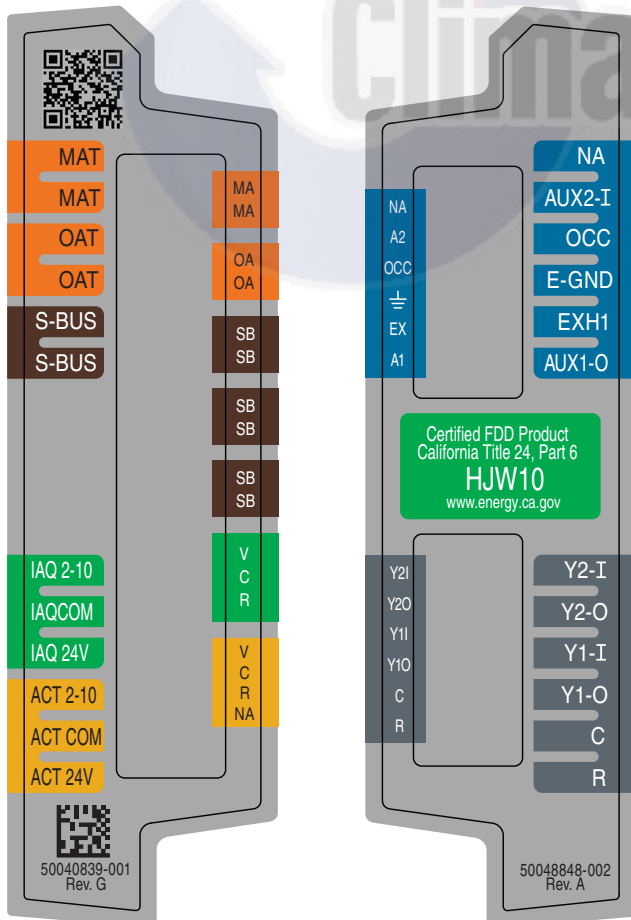 Clima
MAT
MAT
OAT
OAT
S-BUS
S-BUS
IAQ 2-10
IAQCOM
IAQ 24V
ACT 2-10
ACT COM
ACT 24V
50040839-001
Rev. G
MA
MA
OA
OA
SB
SB
SB
SB
SB
SB
V
C
R
V
C
R
NA
NA
A2
OCC
EX
A1
NA
AUX2-I
OCC
E-GND
EXH1
AUX1-O
Certified FDD Product
California Title 24, Part 6
HJW10
www.energy.ca.gov
Y2I
Y2O
Y1I
Y1O
C
R
Y2-I
Y2-O
Y1-I
Y1-O
C
R
50048848-002
Rev. A